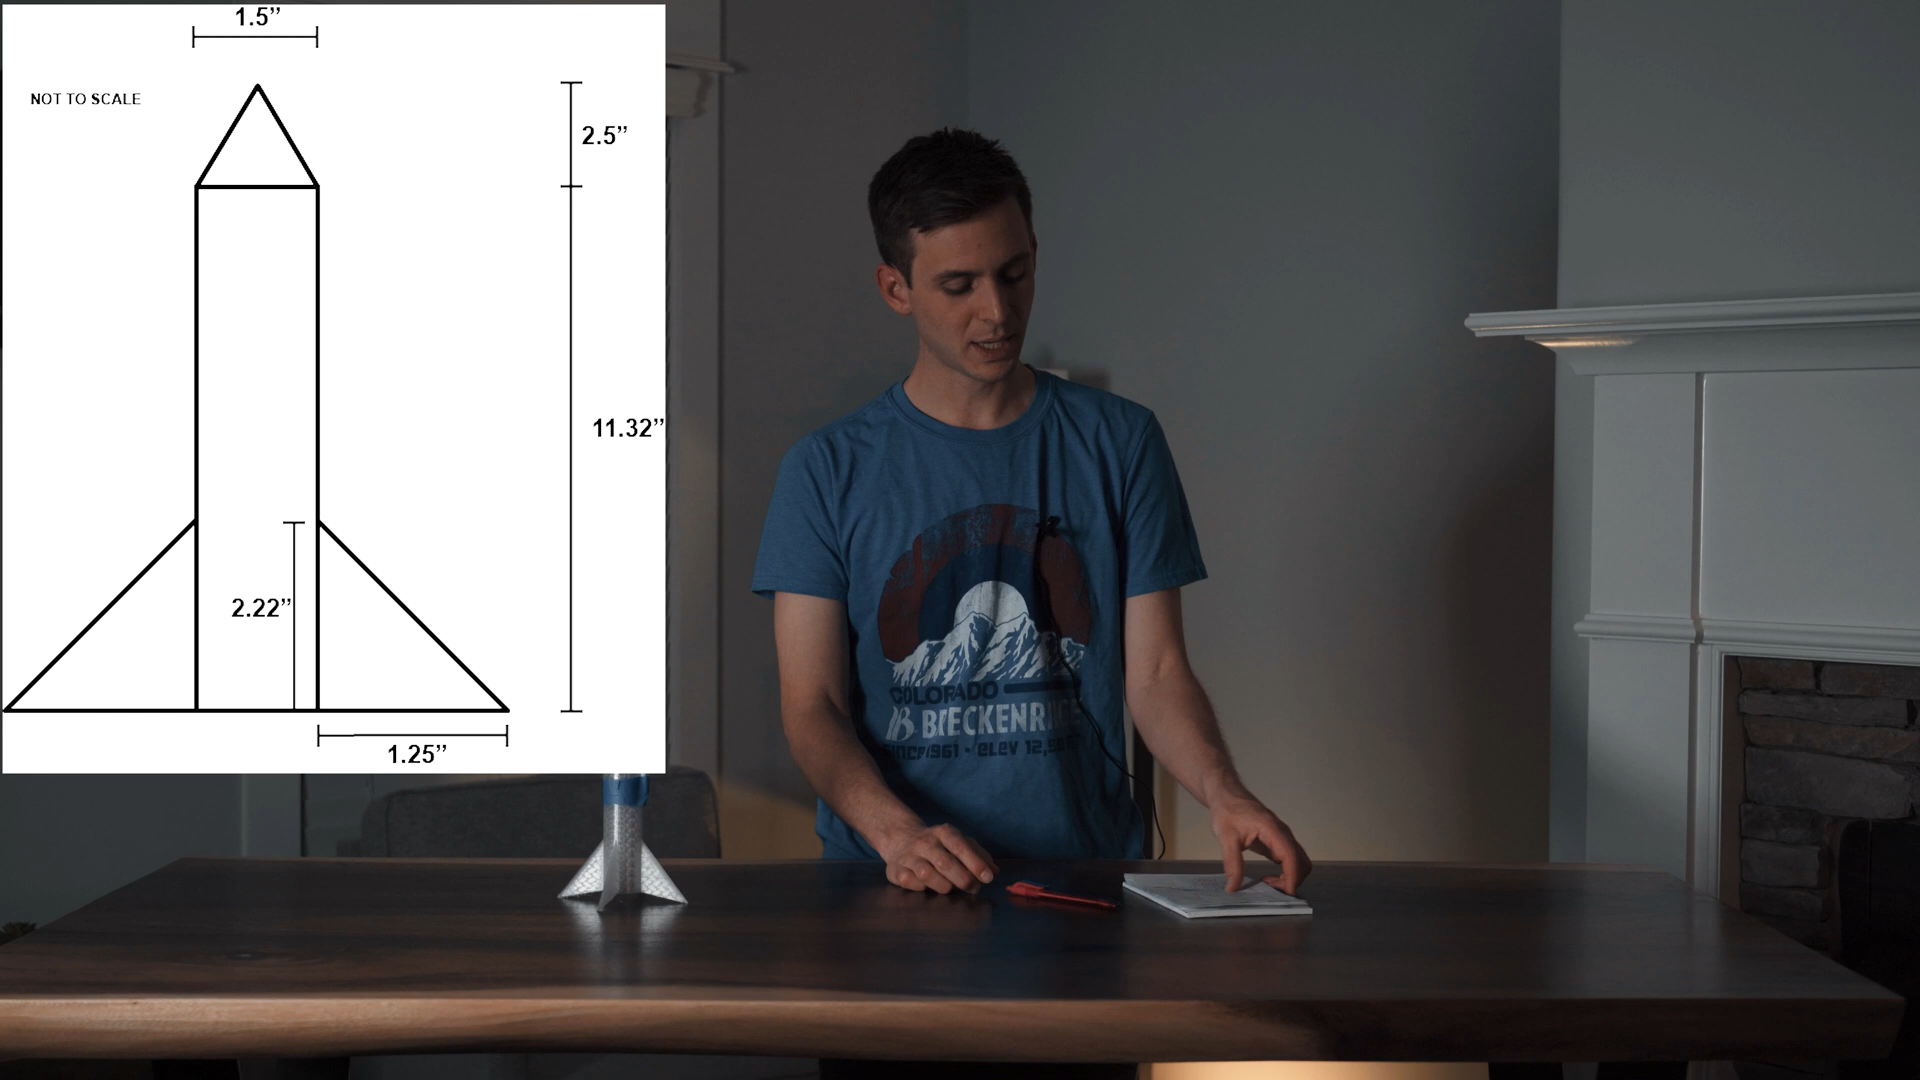 1.5”
NOT TO SCALE
2.5”
11.32”
2.22”
1.25”
COLORADO
BRECKENRIDGE
SINCE 1961 • ELEV 12,